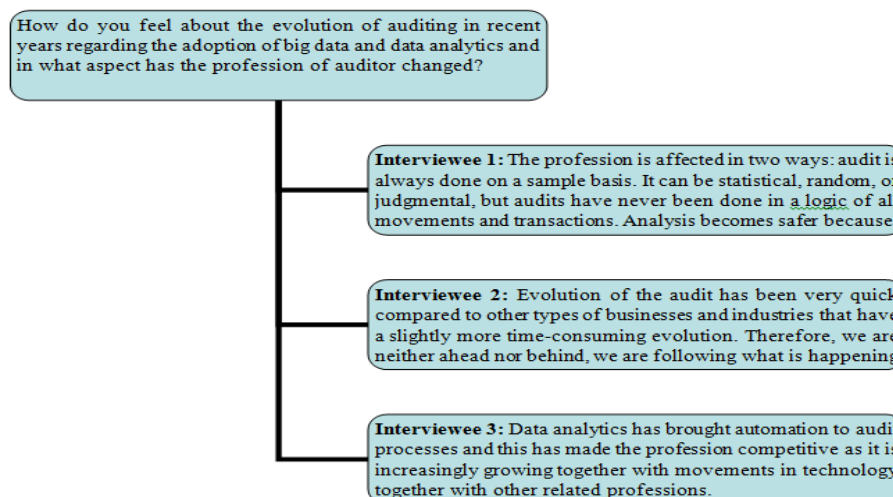 How do you feel about the evolution of auditing in recent
years regarding the adoption of big data and data analytics and
in what aspect has the profession of auditor changed?
Interviewee 1: The profession is affected in two ways: audit is
always done on a sample basis. It can be statistical, random, or
judgmental, but audits have never been done in a logic of all
movements and transactions. Analysis becomes safer because
Interviewee 2: Evolution of the audit has been very quick
compared to other types of businesses and industries that have
a slightly more time-consuming evolution. Therefore, we are
neither ahead nor behind, we are following what is happening
Interviewee 3: Data analytics has brought automation to audit
processes and this has made the profession competitive as it is
increasingly growing together with movements in technology
together with other related professions.